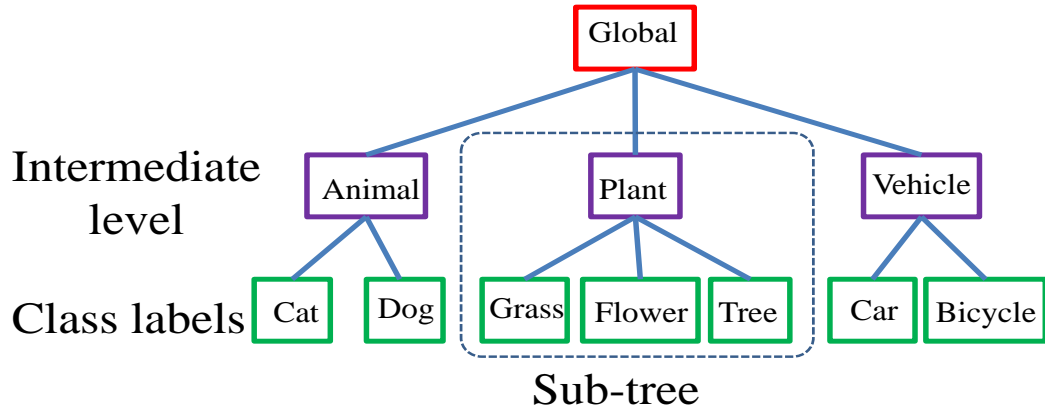 Global
Intermediate
level
Animal
Plant
Vehicle
Class labels
Cat
Dog
Grass
Flower
Tree
Car
Bicycle
Sub-tree